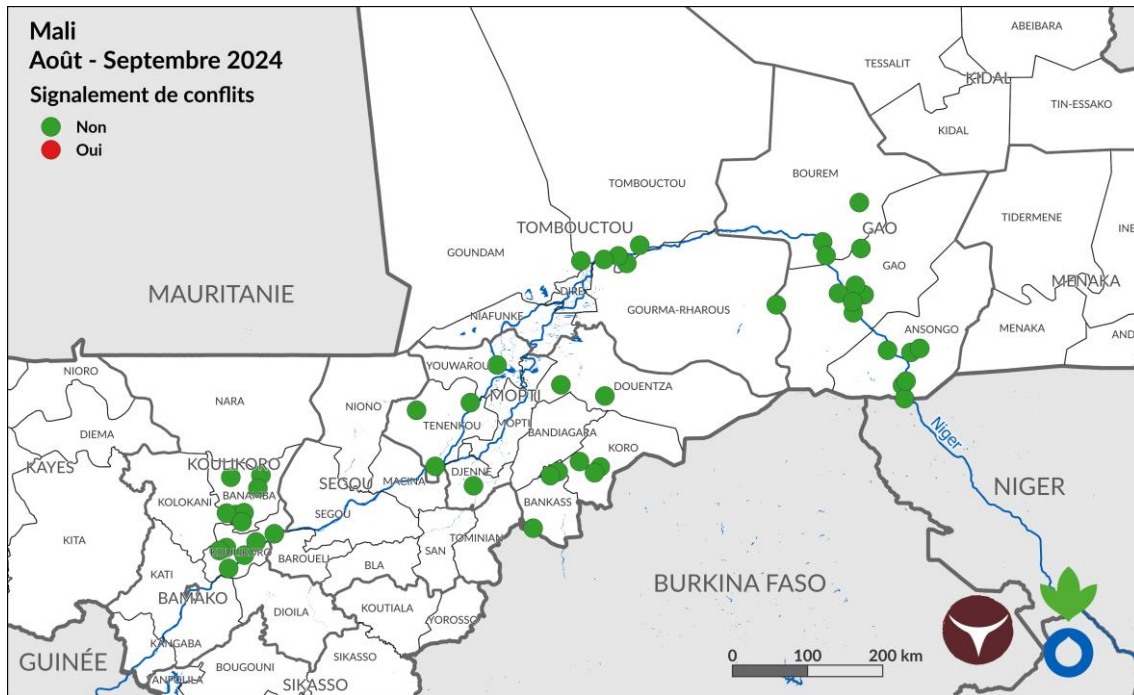 Mali
Août - Septembre 2024
Signalement de conflits
Non
Oui
ABEIBARA
TESSALIT
KIDAL
TIN-ESSAKO
KIDAL
TOMBOUCTOU
BOUREM
TIDERMENE
TOMBOUCTOU
GAO
INE
GOUNDAM
GAO
MENAKA
MAURITANIE
DIRE
GOURMA-RHAROUS
NIAFUNKE
MENAKA
AND
ANSONGO
YOUWAROU
NIORO
NARA
NIONO
MOPTI
DOUENTZA
TENENKOU
MOPTI
DIEMA
BANDIAGARA
Niger
KORO
KAYES
KOULIKORO
SEGOU
MACINA
DJENNE
NIGER
KOLOKANI
BANAMBA
SEGOU
BANKASS
KITA
KOULIKORO
BAROUELI
SAN
TOMINIAN
KATI
BLA
BURKINA FASO
BAMAKO
DIOILA
KOUTIALA
YOROSSO
KANGABA
GUINÉE
BOUGOUNI
SIKASSO
SIKASSO
0 100 200 km